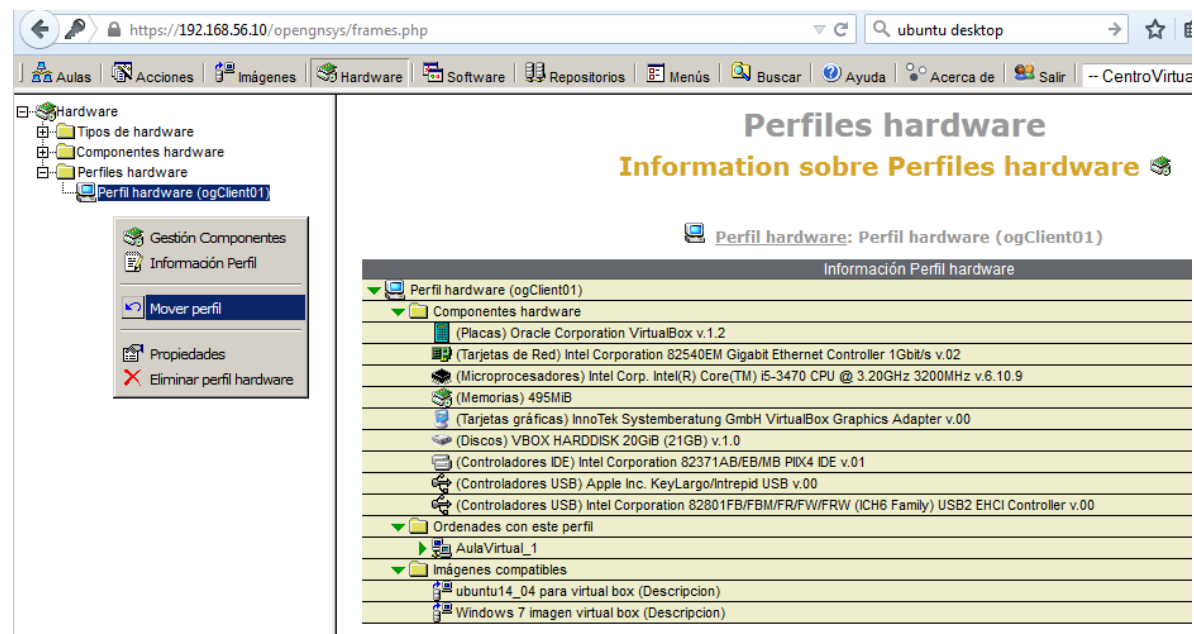 https://192.168.56.10/opengnsys/frames.php
ubuntu desktop
Aulas Acciones Imágenes Hardware Software Repositorios Menús Buscar Ayuda Acerca de Salir -- CentroVirtua
Hardware
Tipos de hardware
Componentes hardware
Perfiles hardware
Perfil hardware (ogClient01)
Gestión Componentes
Información Perfil
Mover perfil
Propiedades
Eliminar perfil hardware
Perfiles hardware
Information sobre Perfiles hardware
Perfil hardware: Perfil hardware (ogClient01)
Información Perfil hardware
Perfil hardware (ogClient01)
Componentes hardware
(Placas) Oracle Corporation VirtualBox v.1.2
(Tarjetas de Red) Intel Corporation 82540EM Gigabit Ethernet Controller 1Gbit/s v.02
(Microprocesadores) Intel Corp. Intel(R) Core(TM) i5-3470 CPU @ 3.20GHz 3200MHz v.6.10.9
(Memorias) 495MiB
(Tarjetas gráficas) InnoTek Systemberatung GmbH VirtualBox Graphics Adapter v.00
(Discos) VBOX HARDDISK 20GiB (21GB) v.1.0
(Controladores IDE) Intel Corporation 82371AB/EB/MB PIIX4 IDE v.01
(Controladores USB) Apple Inc. KeyLargo/Intrepid USB v.00
(Controladores USB) Intel Corporation 82801FB/FBM/FR/FW/FRW (ICH6 Family) USB2 EHCI Controller v.00
Ordenades con este perfil
AulaVirtual_1
Imágenes compatibles
ubuntu14_04 para virtual box (Descripcion)
Windows 7 imagen virtual box (Descripcion)